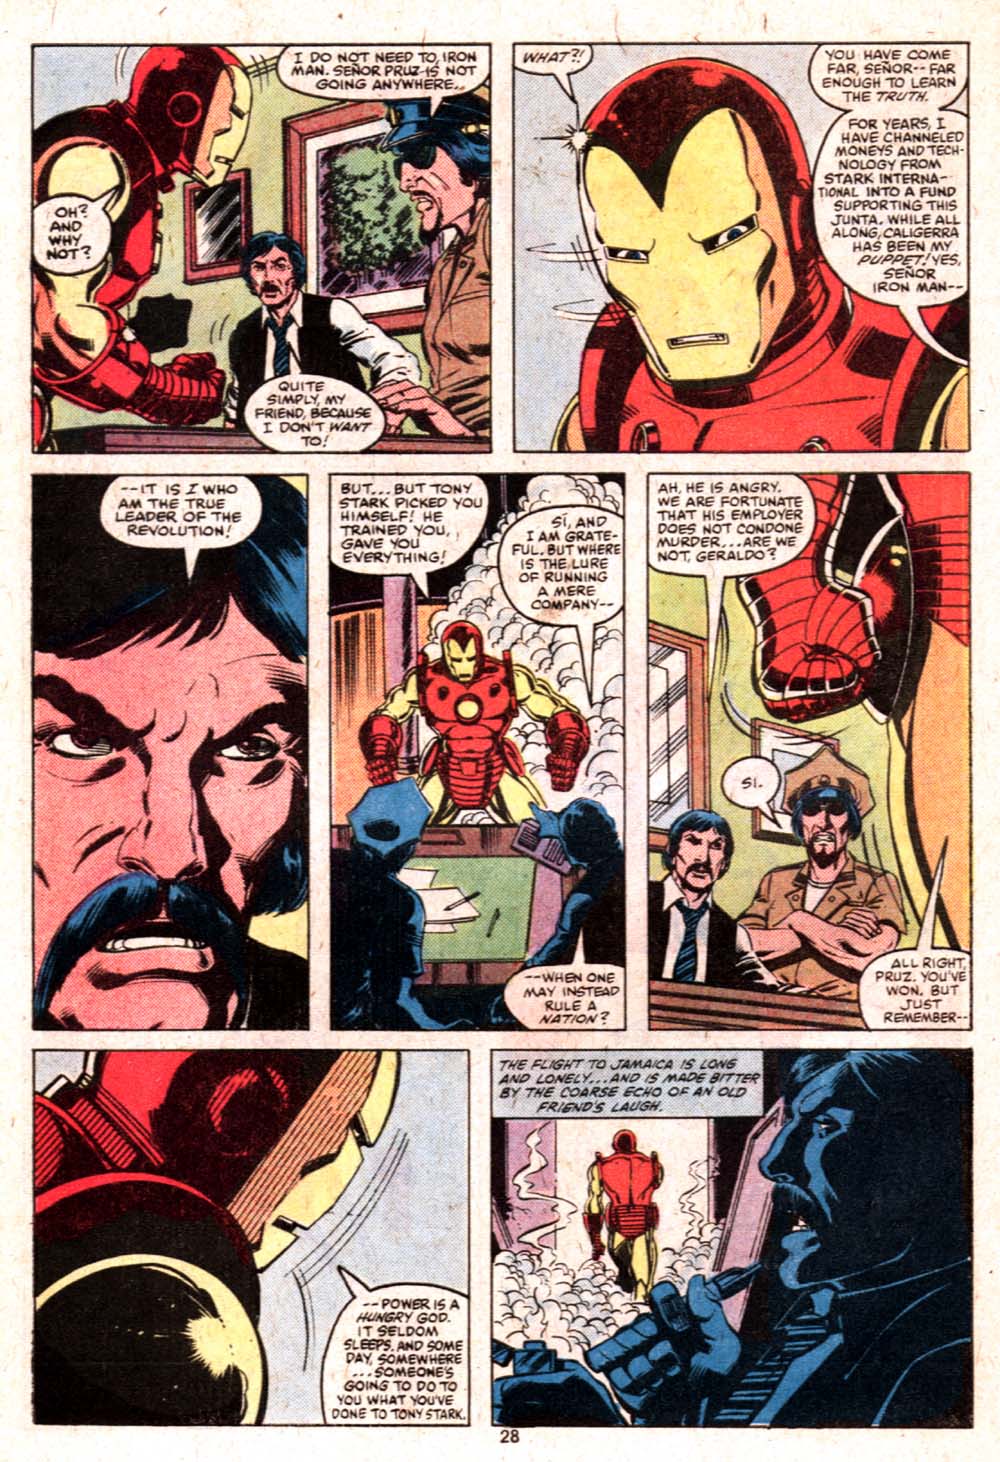 I DO NOT NEED TO, IRON
MAN. SEÑOR PRUZ IS NOT
GOING ANYWHERE..
OH?
AND
WHY
NOT?
QUITE
SIMPLY, MY
FRIEND, BECAUSE
I DON'T WANT
TO!
WHAT?!
YOU HAVE COME
FAR, SEÑOR-- FAR
ENOUGH TO LEARN
THE TRUTH.
FOR YEARS, I
HAVE CHANNELED
MONEYS AND TECH-
NOLOGY FROM
STARK INTERNA-
TIONAL INTO A FUND
SUPPORTING THIS
JUNTA. WHILE ALL
ALONG, CALIGERRA
HAS BEEN MY
PUPPET! YES,
SEÑOR
IRON MAN--
--IT IS I WHO
AM THE TRUE
LEADER OF THE
REVOLUTION!
BUT...BUT TONY
STARK PICKED YOU
HIMSELF! HE
TRAINED YOU,
GAVE YOU
EVERYTHING!
SÍ, AND
I AM GRATE-
FUL. BUT WHERE
IS THE LURE
OF RUNNING
A MERE
COMPANY--
--WHEN ONE
MAY INSTEAD
RULE A
NATION?
AH, HE IS ANGRY.
WE ARE FORTUNATE
THAT HIS EMPLOYER
DOES NOT CONDONE
MURDER,...ARE WE
NOT, GERALDO?
SI.
ALL RIGHT,
PRUZ. YOU'VE
WON. BUT
JUST
REMEMBER--
--POWER IS A
HUNGRY GOD.
IT SELDOM
SLEEPS. AND SOME
DAY, SOMEWHERE
...SOMEONE'S
GOING TO DO TO
YOU WHAT YOU'VE
DONE TO TONY STARK.
THE FLIGHT TO JAMAICA IS LONG
AND LONELY...AND IS MADE BITTER
BY THE COARSE ECHO OF AN OLD
FRIEND'S LAUGH.
28